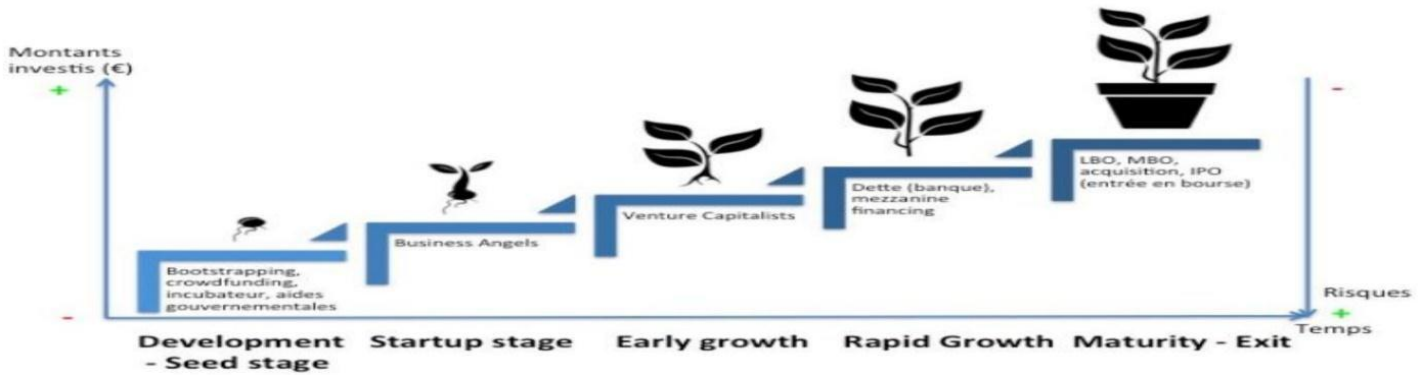 Montants
investis (€)
+
-
-
Risques
+
Temps
Bootstrapping,
crowdfunding,
incubateur, aides
gouvernementales
Business Angels
Venture Capitalists
Dette (banque),
mezzanine
financing
LBO, MBO,
acquisition, IPO
(entrée en bourse)
Development
- Seed stage
Startup stage
Early growth
Rapid Growth
Maturity - Exit